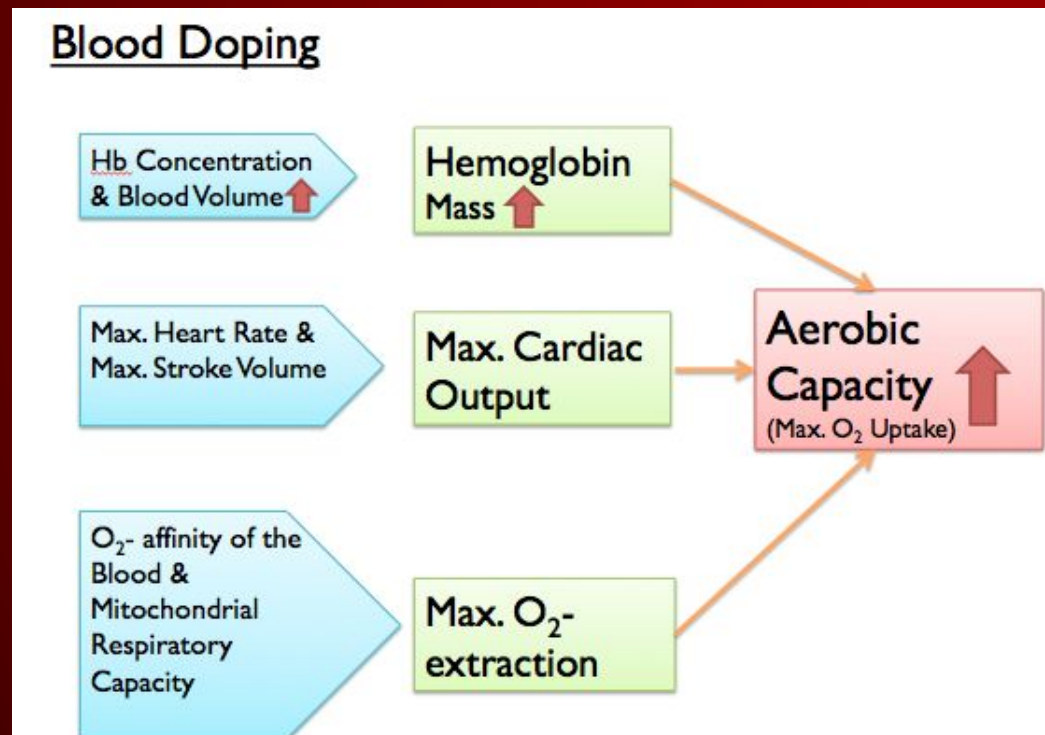 Blood Doping
Hb Concentration
& Blood Volume
Hemoglobin
Mass
Max. Heart Rate &
Max. Stroke Volume
Max. Cardiac
Output
Aerobic
Capacity
(Max. O₂ Uptake)
O₂- affinity of the
Blood &
Mitochondrial
Respiratory
Capacity
Max. O₂-
extraction